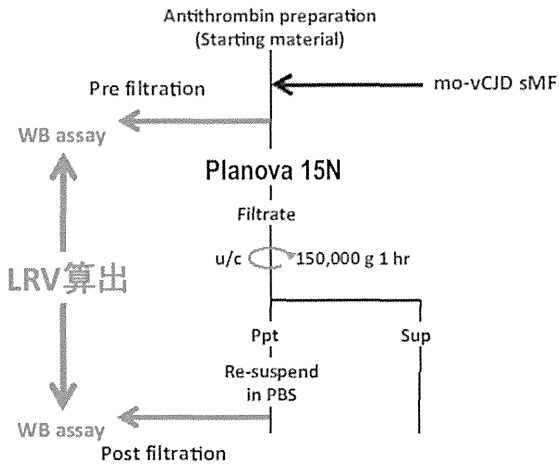 Antithrombin preparation
(Starting material)
mo-vCJD sMF
Pre filtration
WB assay
Planova 15N
Filtrate
u/c 150,000 g 1 hr
LRV算出
Ppt Sup
Re-suspend
in PBS
WB assay
Post filtration